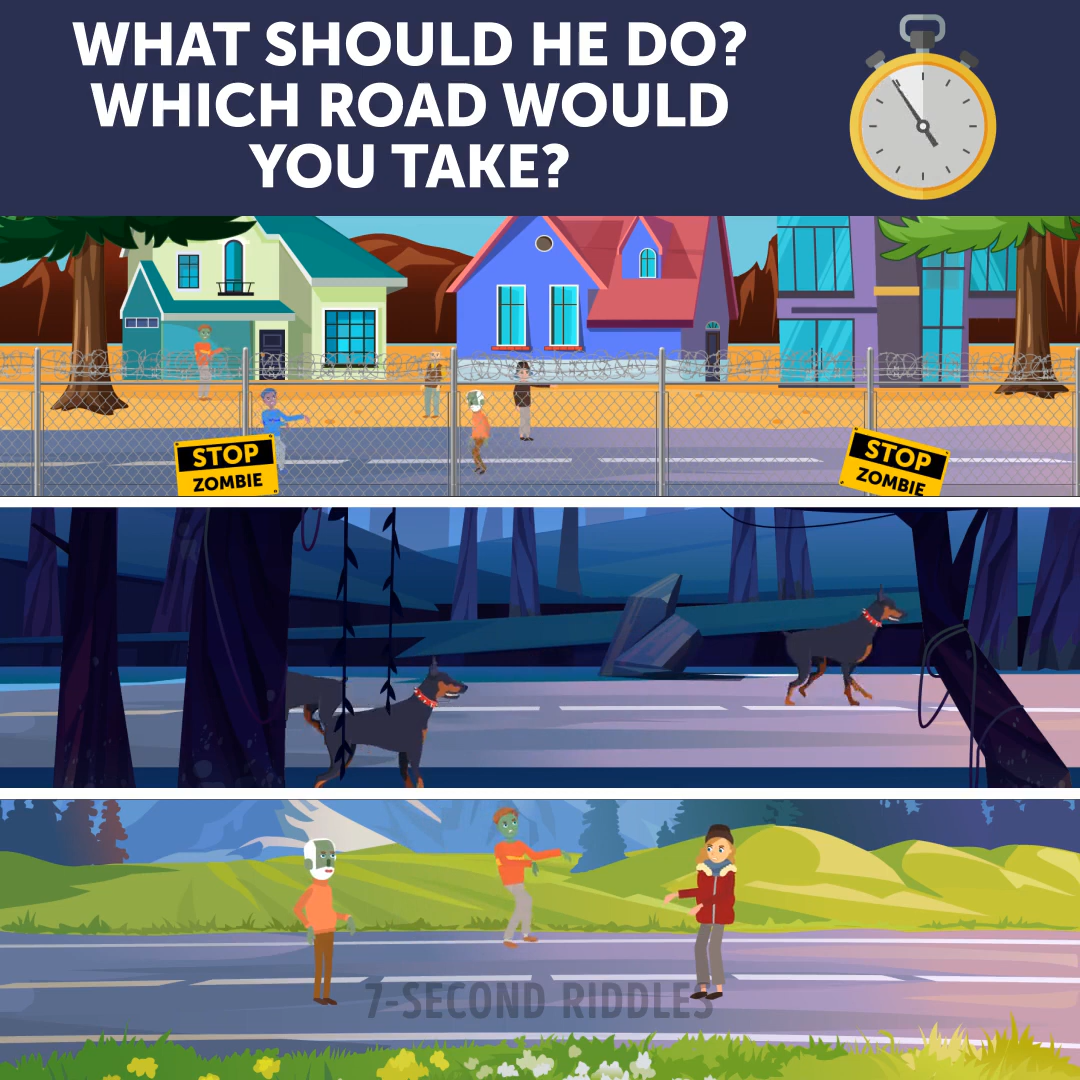 WHAT SHOULD HE DO?
WHICH ROAD WOULD
YOU TAKE?
STOP
ZOMBIE
STOP
ZOMBIE
7-SECOND RIDDLES